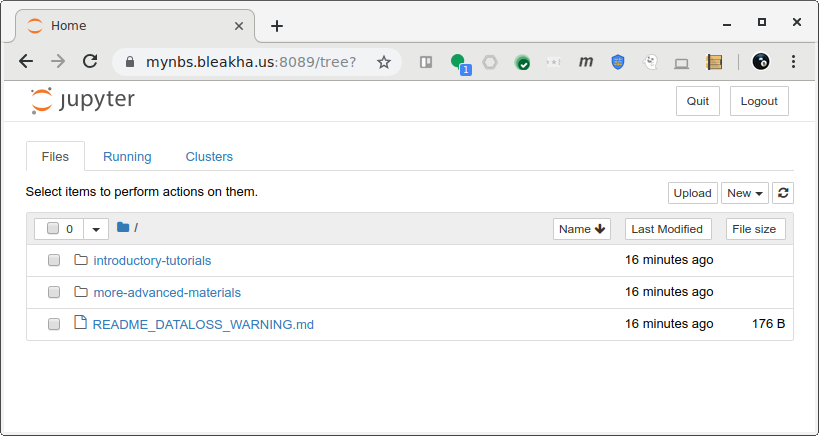 Home
mynbs.bleakha.us:8089/tree?
1
m
jupyter
Quit
Logout
Files
Running
Clusters
Select items to perform actions on them.
Upload
New
0
/
Name
Last Modified
File size
introductory-tutorials
16 minutes ago
more-advanced-materials
16 minutes ago
README_DATALOSS_WARNING.md
16 minutes ago
176 B